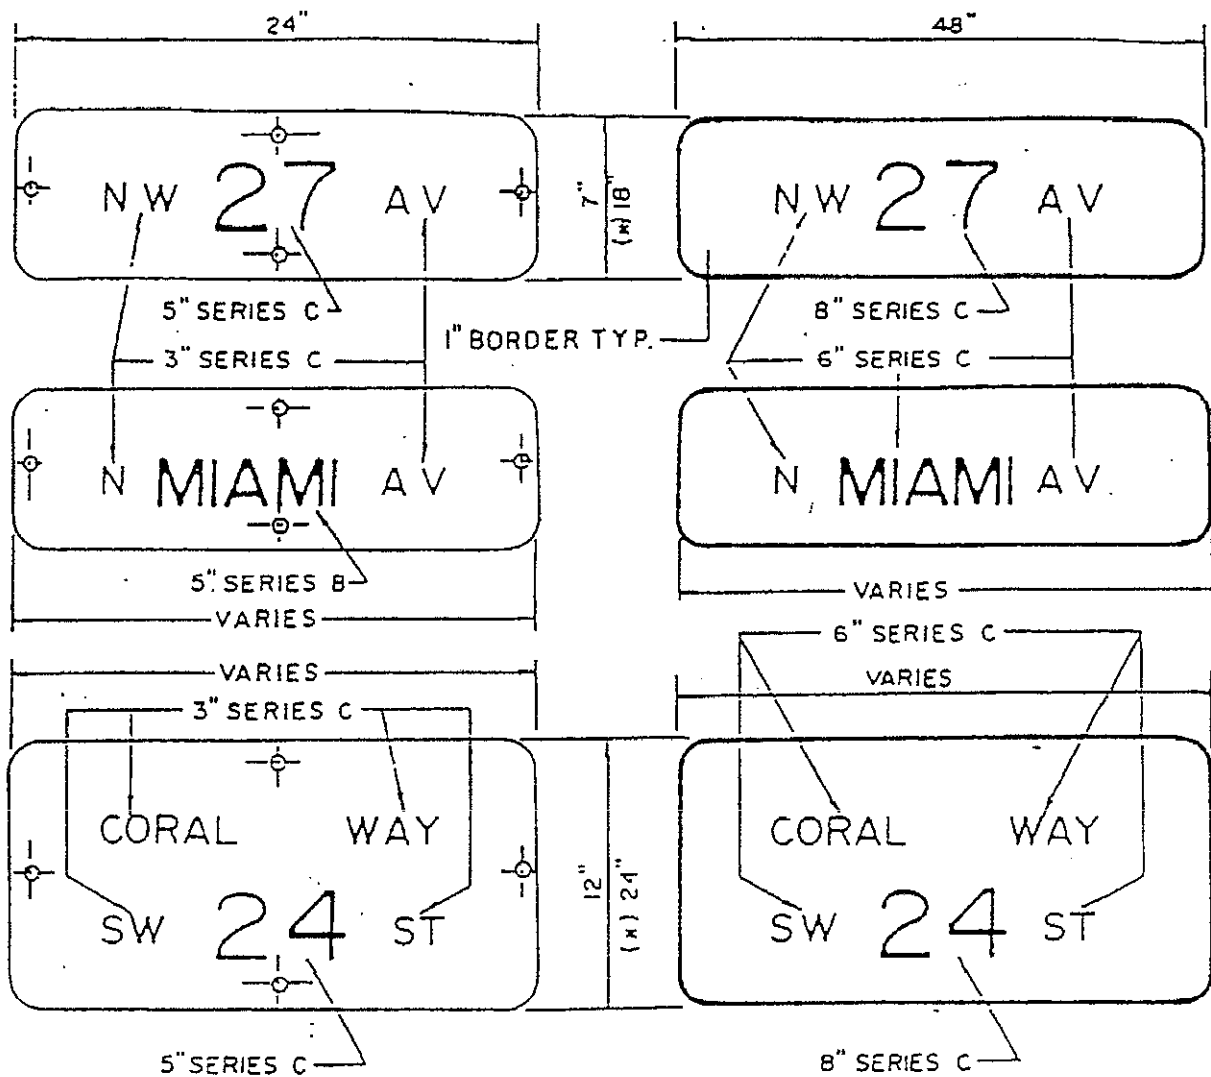 24" 48"
NW 27 AV
7"
(*) 18"
NW 27 AV
5" SERIES C
8" SERIES C
1" BORDER TYP.
3" SERIES C
6" SERIES C
N MIAMI AV
N MIAMI AV
5" SERIES B
VARIES
VARIES
6" SERIES C
VARIES
VARIES
3" SERIES C
CORAL WAY
CORAL WAY
12"
(*) 24"
SW 24 ST
SW 24 ST
5" SERIES C
8" SERIES C